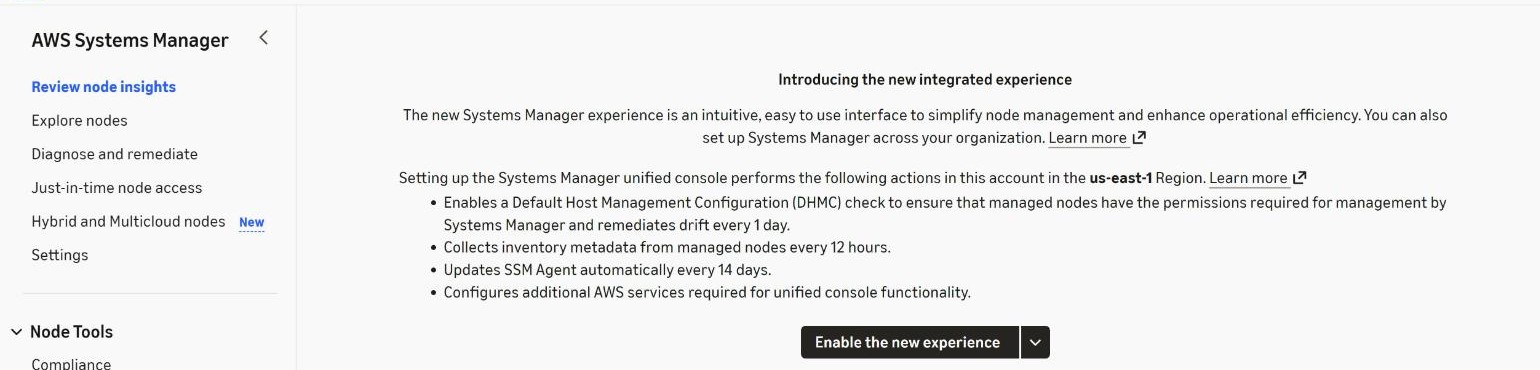 AWS Systems Manager
Review node insights
Explore nodes
Diagnose and remediate
Just-in-time node access
Hybrid and Multicloud nodes New
Settings
Node Tools
Compliance
Introducing the new integrated experience
The new Systems Manager experience is an intuitive, easy to use interface to simplify node management and enhance operational efficiency. You can also
set up Systems Manager across your organization. Learn more
Setting up the Systems Manager unified console performs the following actions in this account in the us-east-1 Region. Learn more
• Enables a Default Host Management Configuration (DHMC) check to ensure that managed nodes have the permissions required for management by
Systems Manager and remediates drift every 1 day.
• Collects inventory metadata from managed nodes every 12 hours.
• Updates SSM Agent automatically every 14 days.
• Configures additional AWS services required for unified console functionality.
Enable the new experience